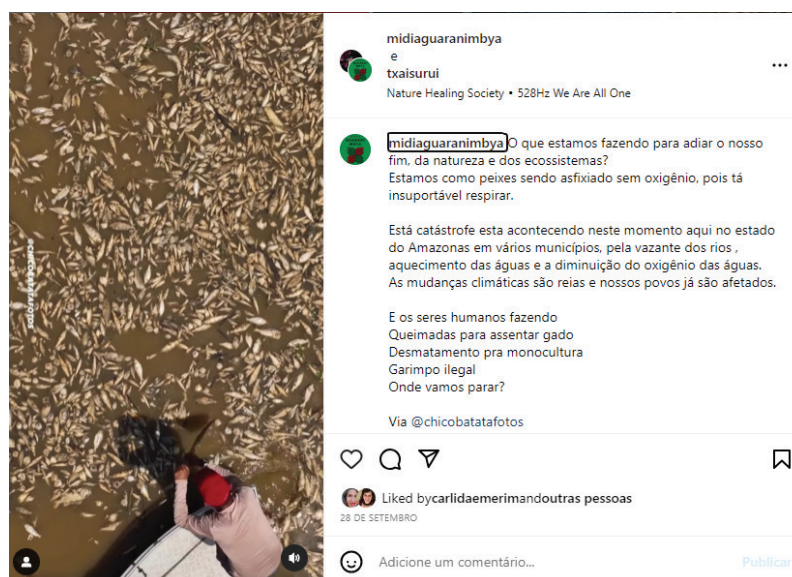 midiaguaranimbya
e
txaisurui
Nature Healing Society • 528Hz We Are All One
midiaguaranimbya O que estamos fazendo para adiar o nosso
fim, da natureza e dos ecossistemas?
Estamos como peixes sendo asfixiado sem oxigênio, pois tá
insuportável respirar.
Está catástrofe esta acontecendo neste momento aqui no estado
do Amazonas em vários municípios, pela vazante dos rios ,
aquecimento das águas e a diminuição do oxigênio das águas.
As mudanças climáticas são reias e nossos povos já são afetados.
E os seres humanos fazendo
Queimadas para assentar gado
Desmatamento pra monocultura
Garimpo ilegal
Onde vamos parar?
Via @chicobatatafotos
Liked bycarlidaemerimandoutras pessoas
28 DE SETEMBRO
Adicione um comentário...
Publicar
@CHICOBATATAFOTOS